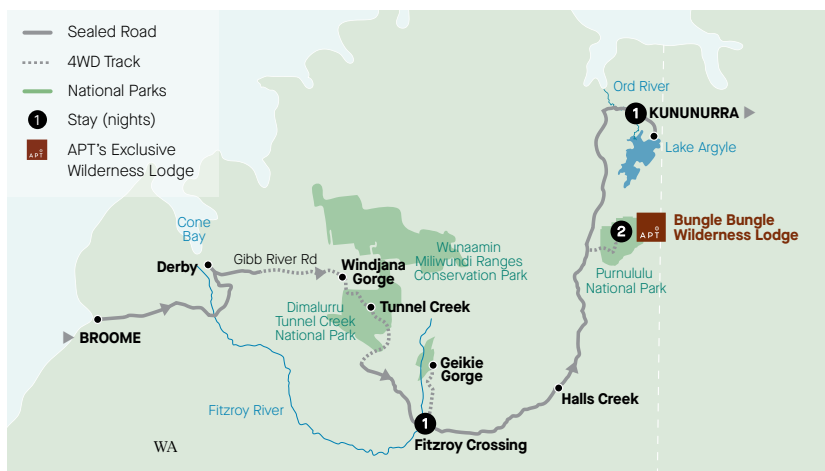 Sealed Road
4WD Track
National Parks
1
Stay (nights)
APT
APT's Exclusive
Wilderness Lodge
Ord River
1
KUNUNURRA
Lake Argyle
Cone
Bay
2
APT
Bungle Bungle
Wilderness Lodge
Wunaamin
Miliwundi Ranges
Conservation Park
Derby
Gibb River Rd
Windjana
Gorge
Purnululu
National Park
Dimalurru
Tunnel Creek
National Park
Tunnel Creek
BROOME
Geikie
Gorge
Halls Creek
Fitzroy River
1
Fitzroy Crossing
WA